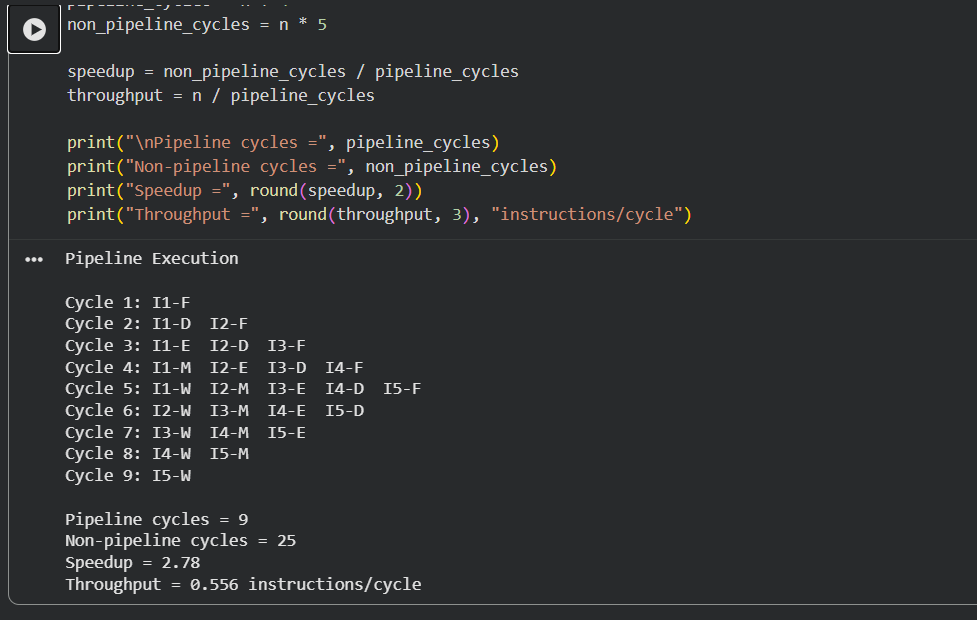 non_pipeline_cycles = n * 5
speedup = non_pipeline_cycles / pipeline_cycles
throughput = n / pipeline_cycles
print("\nPipeline cycles =", pipeline_cycles)
print("Non-pipeline cycles =", non_pipeline_cycles)
print("Speedup =", round(speedup, 2))
print("Throughput =", round(throughput, 3), "instructions/cycle")
Pipeline Execution
Cycle 1: I1-F
Cycle 2: I1-D  I2-F
Cycle 3: I1-E  I2-D  I3-F
Cycle 4: I1-M  I2-E  I3-D  I4-F
Cycle 5: I1-W  I2-M  I3-E  I4-D  I5-F
Cycle 6: I2-W  I3-M  I4-E  I5-D
Cycle 7: I3-W  I4-M  I5-E
Cycle 8: I4-W  I5-M
Cycle 9: I5-W
Pipeline cycles = 9
Non-pipeline cycles = 25
Speedup = 2.78
Throughput = 0.556 instructions/cycle